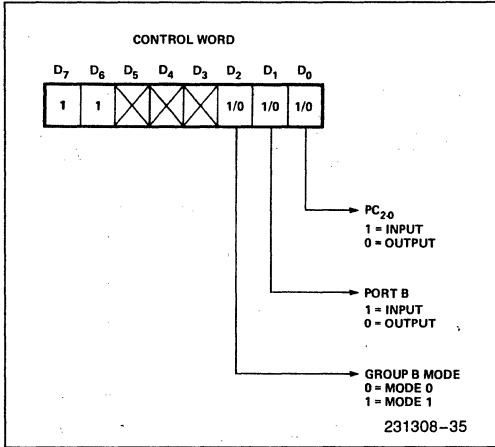 CONTROL WORD
D7 D6 D5 D4 D3 D2 D1 D0
1 1 1/0 1/0 1/0
PC2-0
1 = INPUT
0 = OUTPUT
PORT B
1 = INPUT
0 = OUTPUT
GROUP B MODE
0 = MODE 0
1 = MODE 1
231308–35